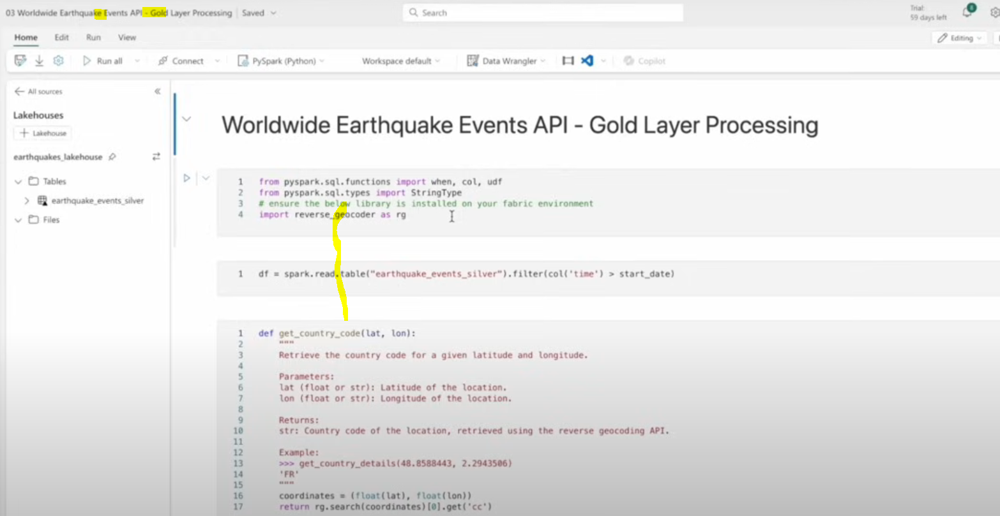 03 Worldwide Earthquake Events API - Gold Layer Processing | Saved
Search
Trial:
59 days left
Home Edit Run View
Editing
Run all Connect PySpark (Python) Workspace default Data Wrangler Copilot
All sources
Lakehouses
+ Lakehouse
earthquakes_lakehouse
Tables
earthquake_events_silver
Files
Worldwide Earthquake Events API - Gold Layer Processing
1 from pyspark.sql.functions import when, col, udf
2 from pyspark.sql.types import StringType
3 # ensure the below library is installed on your fabric environment
4 import reverse_geocoder as rg
1 df = spark.read.table("earthquake_events_silver").filter(col('time') > start_date)
1 def get_country_code(lat, lon):
2 """
3 Retrieve the country code for a given latitude and longitude.
4
5 Parameters:
6 lat (float or str): Latitude of the location.
7 lon (float or str): Longitude of the location.
8
9 Returns:
10 str: Country code of the location, retrieved using the reverse geocoding API.
11
12 Example:
13 >>> get_country_details(48.8588443, 2.2943506)
14 'FR'
15 """
16 coordinates = (float(lat), float(lon))
17 return rg.search(coordinates)[0].get('cc')